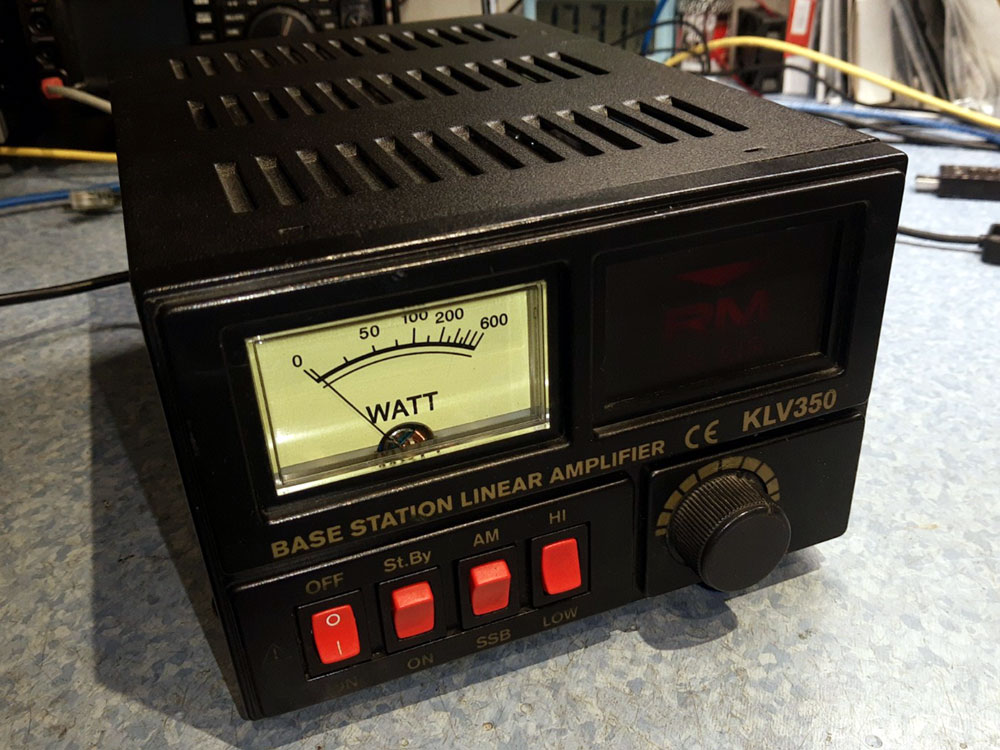 0 50 100 200 600
WATT
RM
BASE STATION LINEAR AMPLIFIER CE KLV350
OFF St.By AM HI
O
I
ON ON SSB LOW